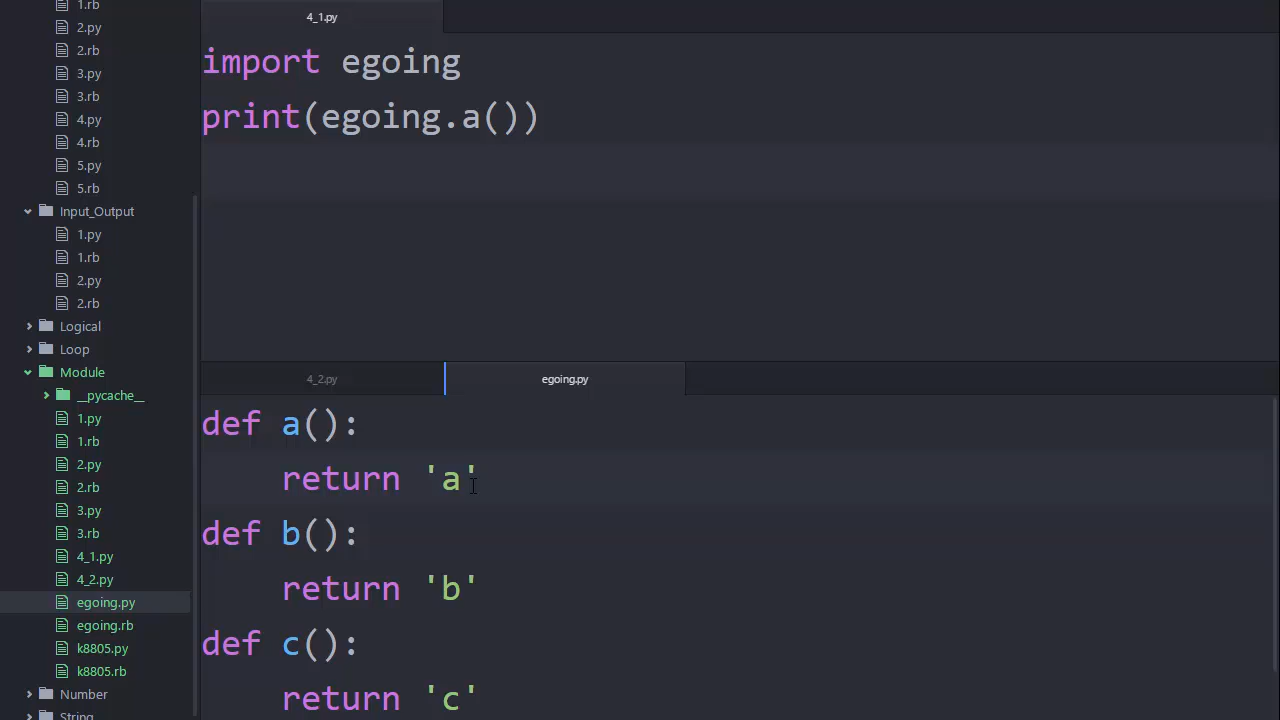 1.rb
2.py
2.rb
3.py
3.rb
4.py
4.rb
5.py
5.rb
Input_Output
1.py
1.rb
2.py
2.rb
Logical
Loop
Module
__pycache__
1.py
1.rb
2.py
2.rb
3.py
3.rb
4_1.py
4_2.py
egoing.py
egoing.rb
k8805.py
k8805.rb
Number
String
4_1.py
import egoing
print(egoing.a())
4_2.py
egoing.py
def a():
    return 'a'
def b():
    return 'b'
def c():
    return 'c'